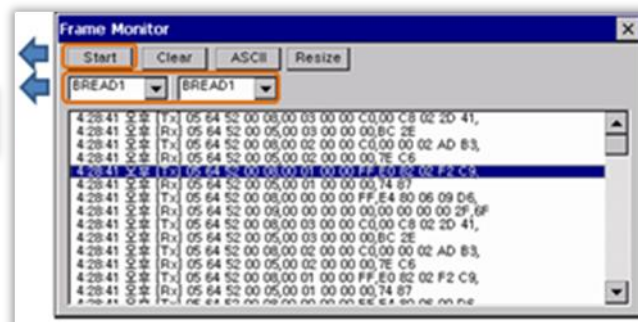 Frame Monitor
Start Clear ASCII Resize
BREAD1 BREAD1
4:28:41 오후 [Tx] 05 64 52 00 08,00 03 00 00 C0,00 C8 02 2D 41,
4:28:41 오후 [Rx] 05 64 52 00 05,00 03 00 00 00,BC 2E
4:28:41 오후 [Tx] 05 64 52 00 08,00 02 00 00 C0,00 00 02 AD B3,
4:28:41 오후 [Rx] 05 64 52 00 05,00 02 00 00 00,7E C6
4:28:41 오후 [Tx] 05 64 52 00 08,00 01 00 00 FF,E0 82 02 F2 C9,
4:28:41 오후 [Rx] 05 64 52 00 05,00 01 00 00 00,74 87
4:28:41 오후 [Tx] 05 64 52 00 08,00 00 00 00 FF,E4 80 06 09 D6,
4:28:41 오후 [Rx] 05 64 52 00 09,00 00 00 00 00,00 00 00 00 2F,6F
4:28:41 오후 [Tx] 05 64 52 00 08,00 03 00 00 C0,00 C8 02 2D 41,
4:28:41 오후 [Rx] 05 64 52 00 05,00 03 00 00 00,BC 2E
4:28:41 오후 [Tx] 05 64 52 00 08,00 02 00 00 C0,00 00 02 AD B3,
4:28:41 오후 [Rx] 05 64 52 00 05,00 02 00 00 00,7E C6
4:28:41 오후 [Tx] 05 64 52 00 08,00 01 00 00 FF,E0 82 02 F2 C9,
4:28:41 오후 [Rx] 05 64 52 00 05,00 01 00 00 00,74 87